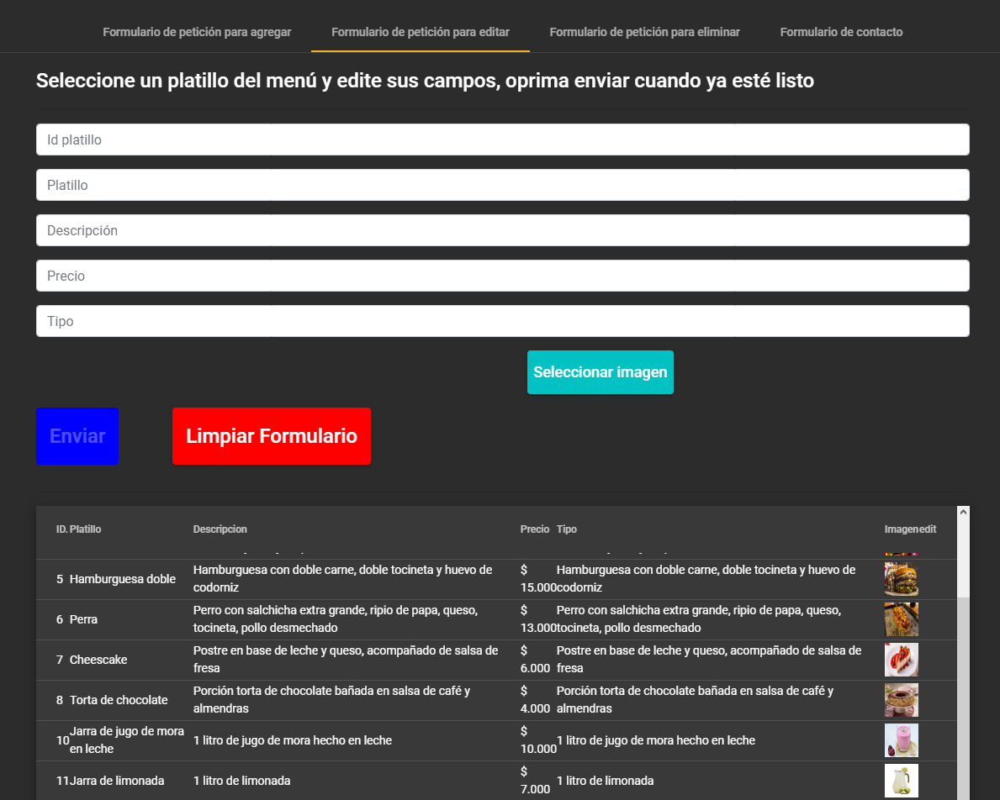 Formulario de petición para agregar Formulario de petición para editar Formulario de petición para eliminar Formulario de contacto
Seleccione un platillo del menú y edite sus campos, oprima enviar cuando ya esté listo
Id platillo
Platillo
Descripción
Precio
Tipo
Seleccionar imagen
Enviar Limpiar Formulario
ID. Platillo Descripcion Precio Tipo Imagen edit
5 Hamburguesa doble Hamburguesa con doble carne, doble tocineta y huevo de codorniz $ 15.000 Hamburguesa con doble carne, doble tocineta y huevo de codorniz
6 Perra Perro con salchicha extra grande, ripio de papa, queso, tocineta, pollo desmechado $ 13.000 Perro con salchicha extra grande, ripio de papa, queso, tocineta, pollo desmechado
7 Cheescake Postre en base de leche y queso, acompañado de salsa de fresa $ 6.000 Postre en base de leche y queso, acompañado de salsa de fresa
8 Torta de chocolate Porción torta de chocolate bañada en salsa de café y almendras $ 4.000 Porción torta de chocolate bañada en salsa de café y almendras
10 Jarra de jugo de mora en leche 1 litro de jugo de mora hecho en leche $ 10.000 1 litro de jugo de mora hecho en leche
11 Jarra de limonada 1 litro de limonada $ 7.000 1 litro de limonada